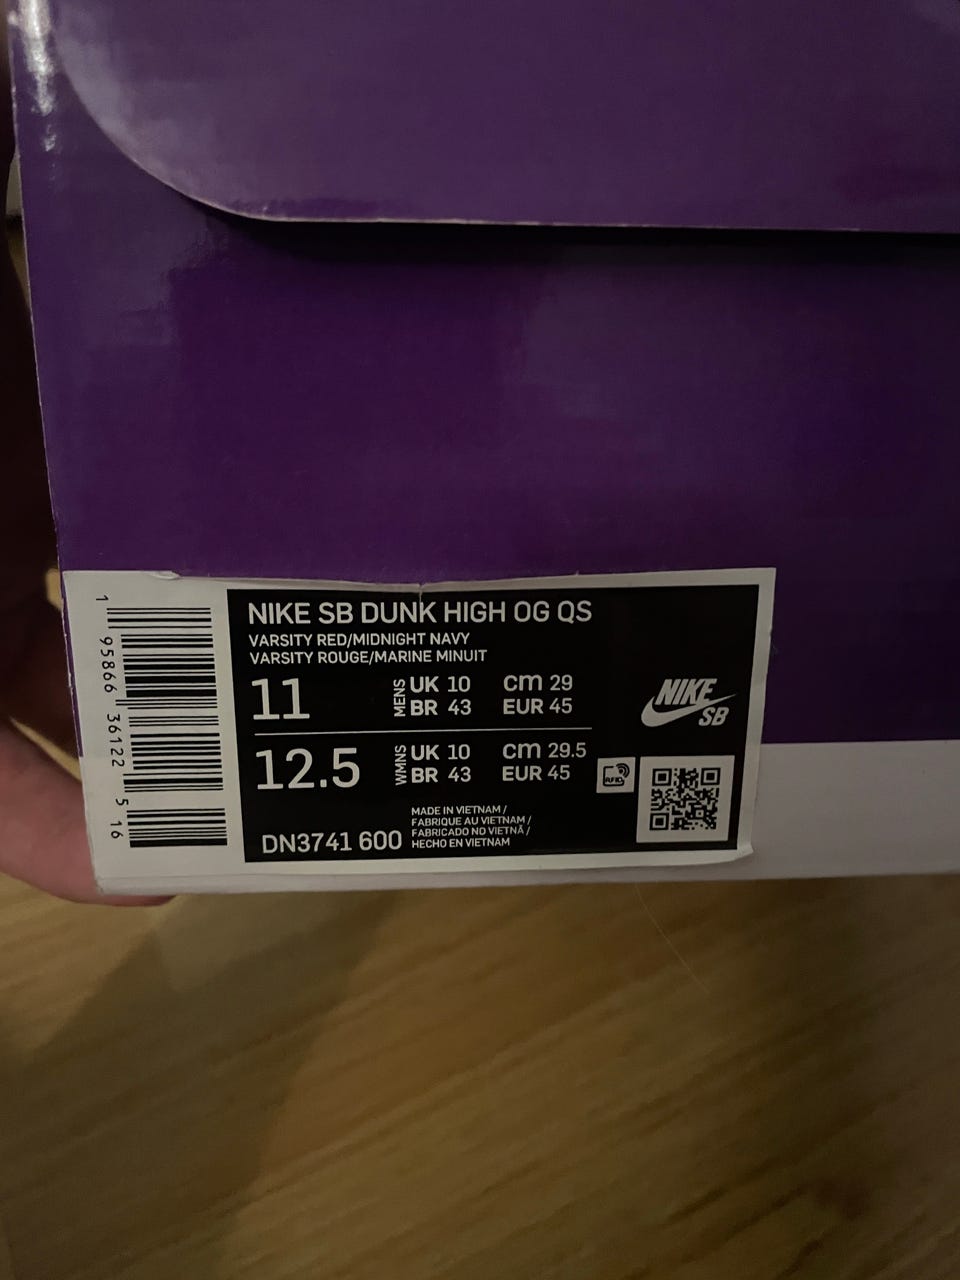 1 95866 36122 5 16
NIKE SB DUNK HIGH OG QS
VARSITY RED/MIDNIGHT NAVY
VARSITY ROUGE/MARINE MINUIT
11 MENS UK 10 cm 29
BR 43 EUR 45
12.5 WMNS UK 10 cm 29.5
BR 43 EUR 45
NIKE
SB
RFID
DN3741 600
MADE IN VIETNAM /
FABRIQUE AU VIETNAM /
FABRICADO NO VIETNÃ /
HECHO EN VIETNAM